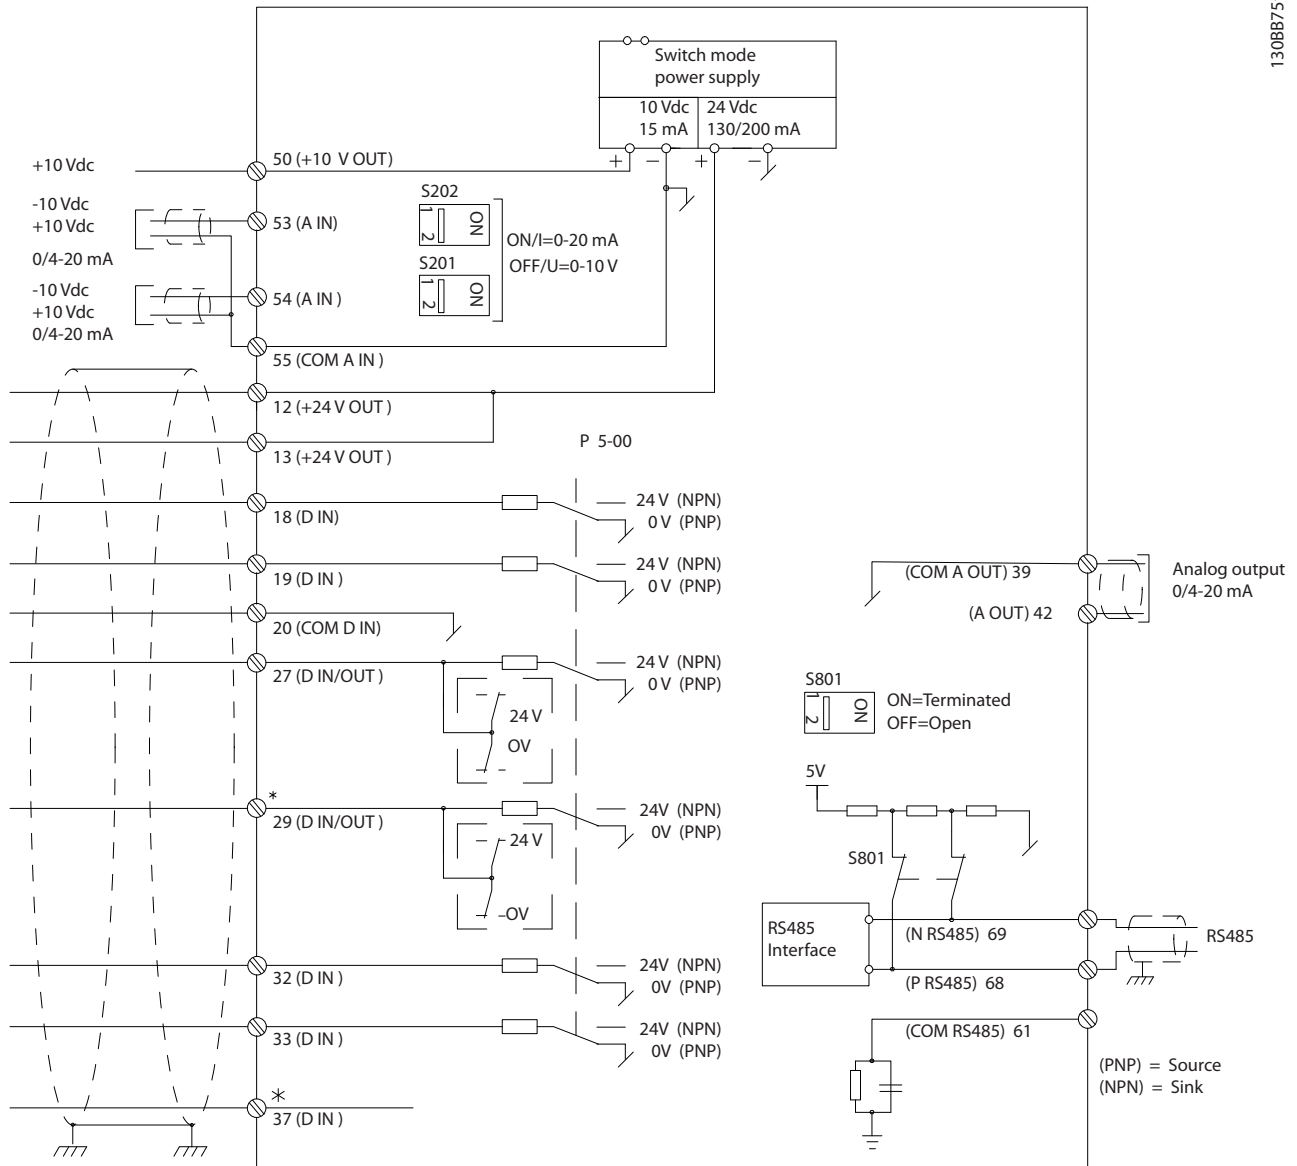 130BB75
Switch mode
power supply
10 Vdc
15 mA
24 Vdc
130/200 mA
+ - + -
+10 Vdc
50 (+10 V OUT)
-10 Vdc
+10 Vdc
0/4-20 mA
53 (A IN)
S202
1
2
ON
ON/I=0-20 mA
OFF/U=0-10 V
S201
1
2
ON
-10 Vdc
+10 Vdc
0/4-20 mA
54 (A IN )
55 (COM A IN )
12 (+24 V OUT )
13 (+24 V OUT )
P 5-00
18 (D IN)
24 V (NPN)
0 V (PNP)
19 (D IN )
24 V (NPN)
0 V (PNP)
(COM A OUT) 39
Analog output
0/4-20 mA
(A OUT) 42
20 (COM D IN)
27 (D IN/OUT )
24 V (NPN)
0 V (PNP)
24 V
OV
S801
1
2
ON
ON=Terminated
OFF=Open
5V
*
29 (D IN/OUT )
24V (NPN)
0V (PNP)
24 V
OV
S801
RS485
Interface
(N RS485) 69
RS485
(P RS485) 68
32 (D IN )
24V (NPN)
0V (PNP)
33 (D IN )
24V (NPN)
0V (PNP)
(COM RS485) 61
(PNP) = Source
(NPN) = Sink
*
37 (D IN )